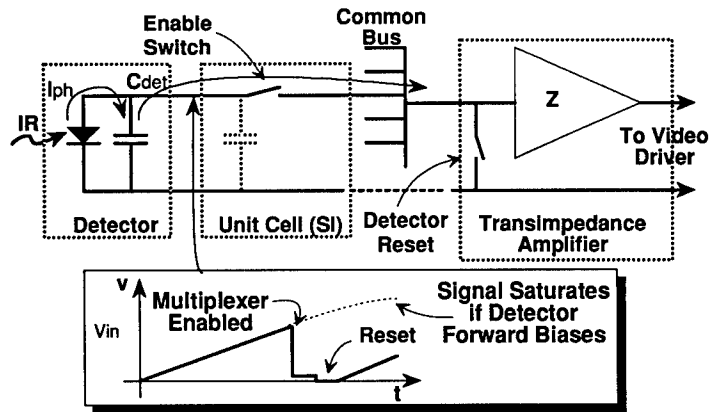 Common
Bus
Enable
Switch
Iph
Cdet
IR
Z
To Video
Driver
Detector
Unit Cell (SI)
Detector
Reset
Transimpedance
Amplifier
V
Vin
Multiplexer
Enabled
Signal Saturates
if Detector
Forward Biases
Reset
t